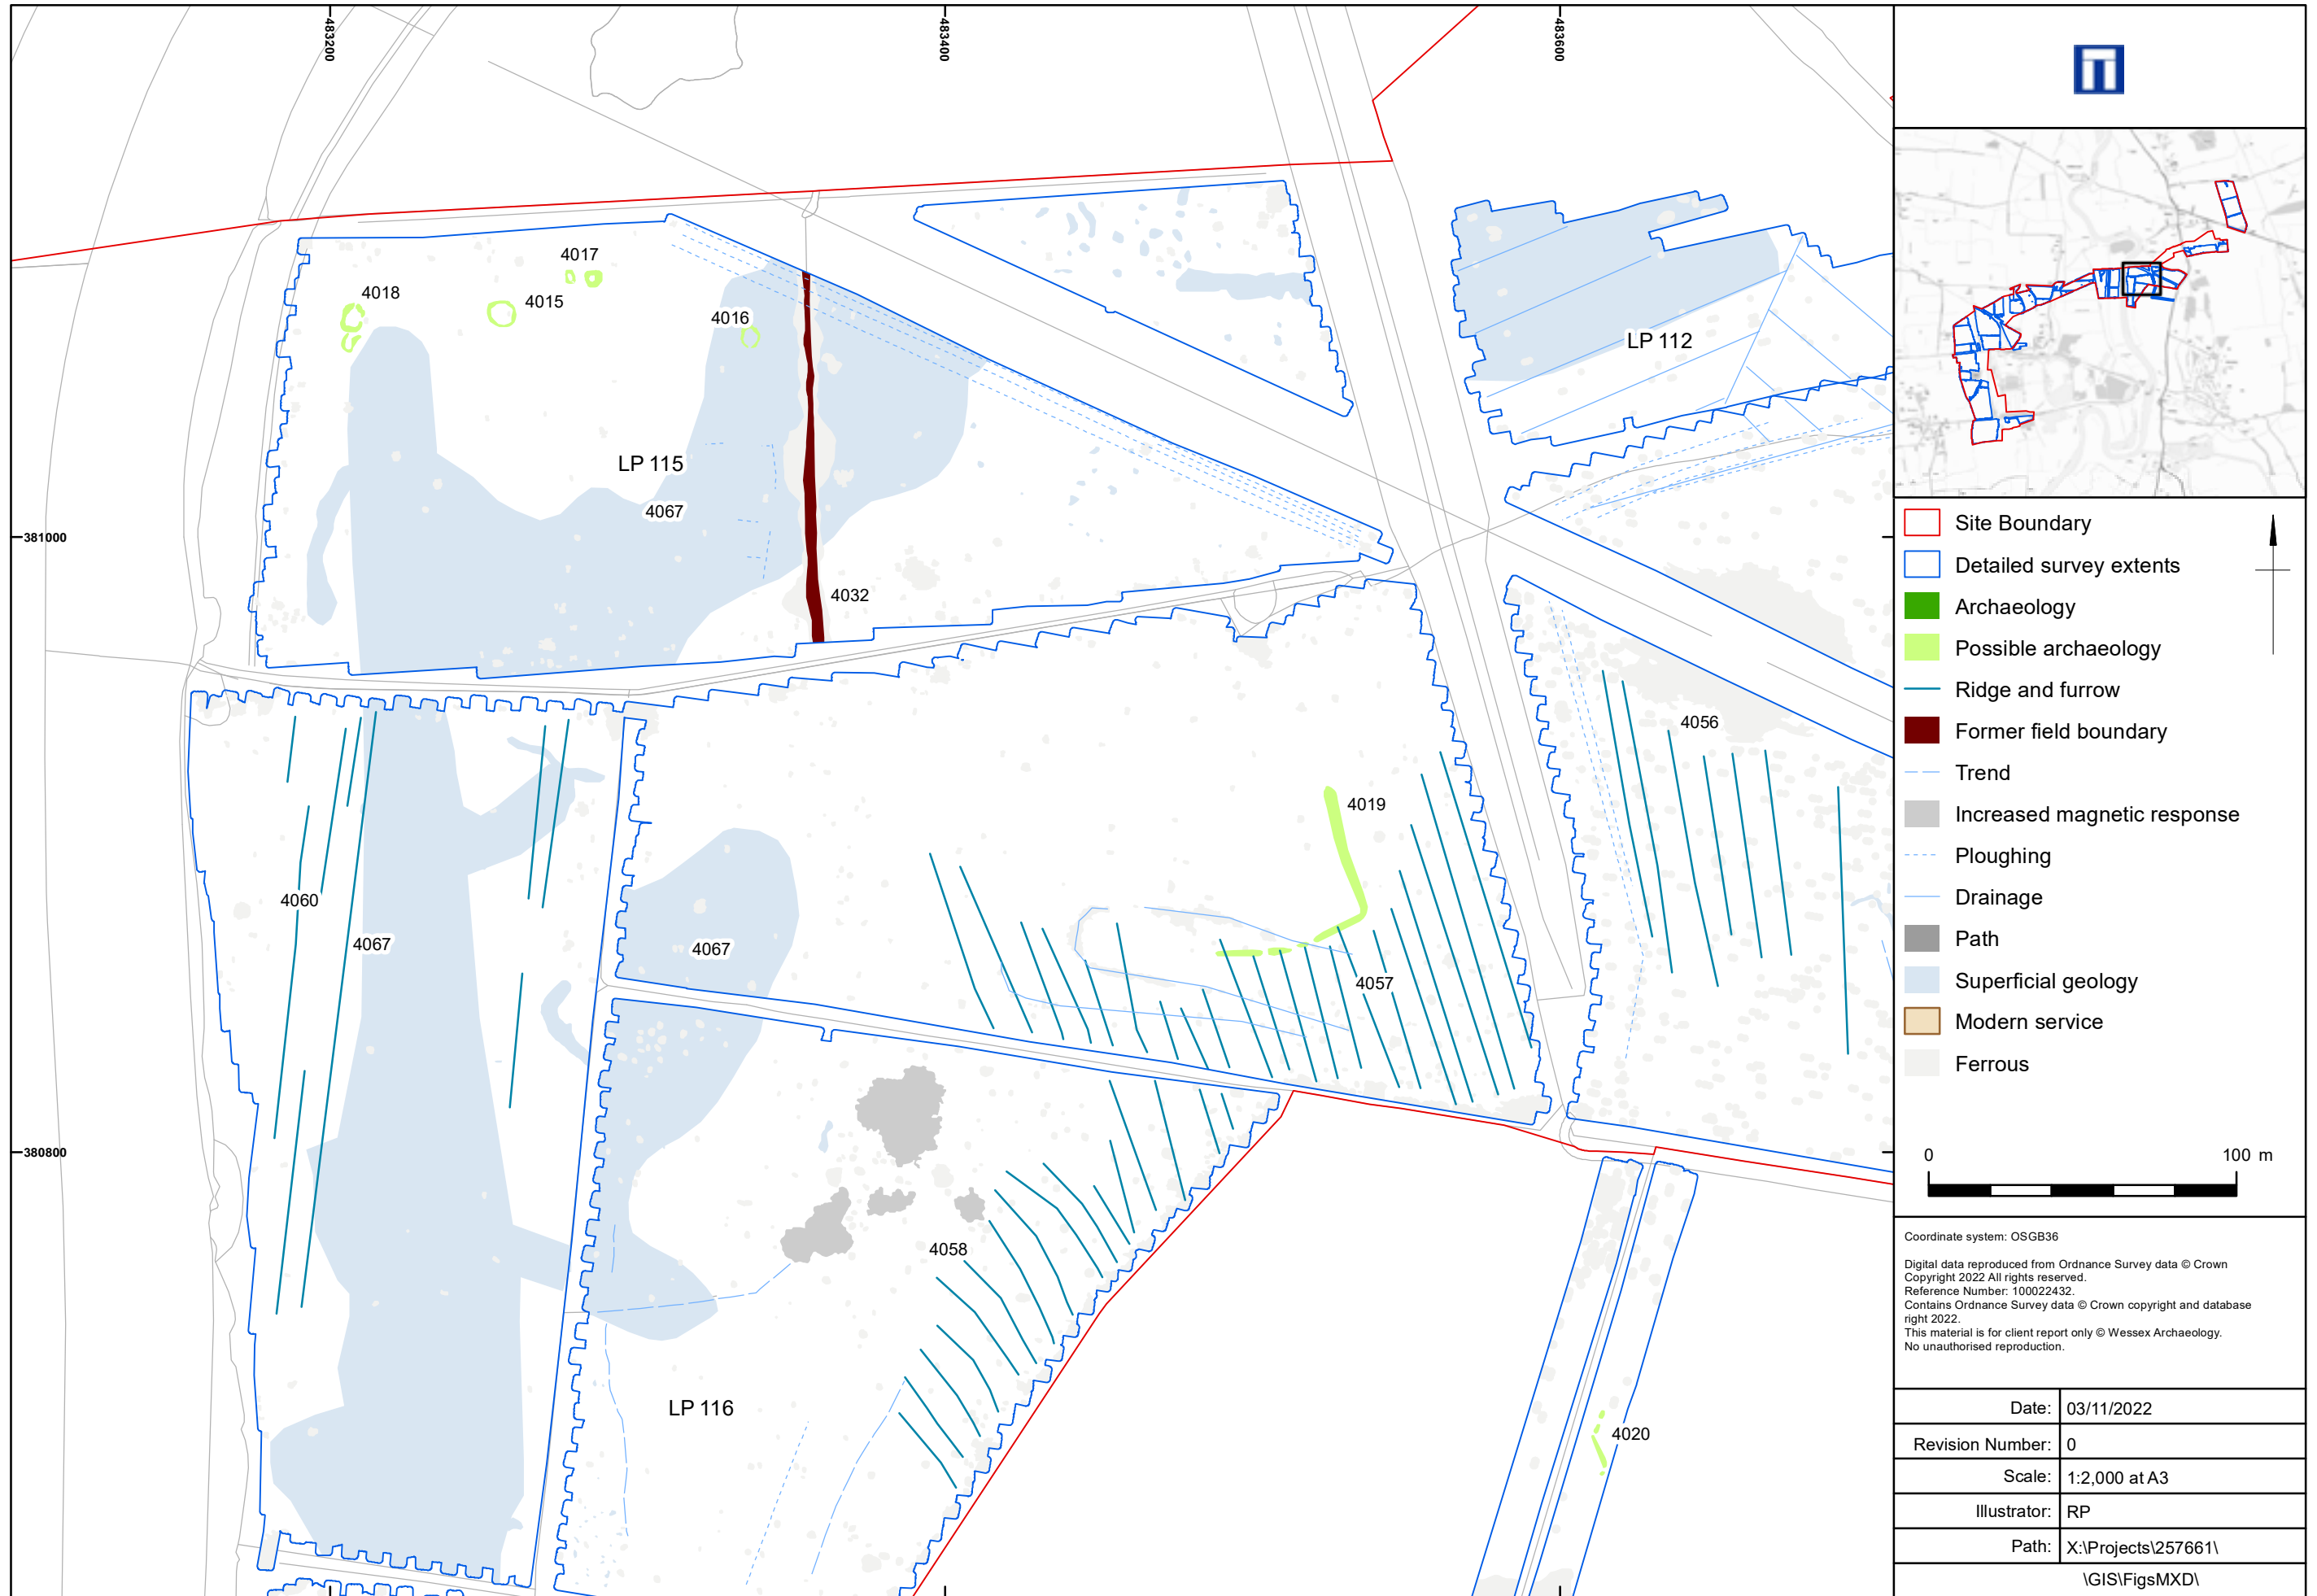 483200
483400
483600
4017
4018
4015
4016
LP 112
LP 115
4067
381000
4032
4056
4019
4060
4067
4067
4057
380800
4058
LP 116
4020
Site Boundary
Detailed survey extents
Archaeology
Possible archaeology
Ridge and furrow
Former field boundary
Trend
Increased magnetic response
Ploughing
Drainage
Path
Superficial geology
Modern service
Ferrous
0 100 m
Coordinate system: OSGB36
Digital data reproduced from Ordnance Survey data © Crown
Copyright 2022 All rights reserved.
Reference Number: 100022432.
Contains Ordnance Survey data © Crown copyright and database
right 2022.
This material is for client report only © Wessex Archaeology.
No unauthorised reproduction.
Date: 03/11/2022
Revision Number: 0
Scale: 1:2,000 at A3
Illustrator: RP
Path: X:\Projects\257661\
\GIS\FigsMXD\